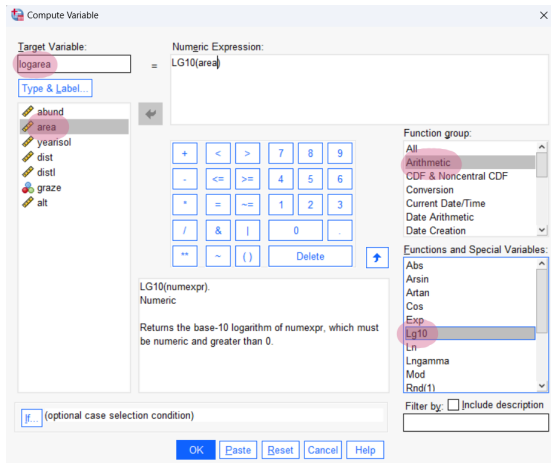 Compute Variable
Target Variable:
logarea
=
Numeric Expression:
LG10(area)
Type & Label...
abund
area
yearisol
dist
distl
graze
alt
+ < > 7 8 9
- <= >= 4 5 6
* = ~= 1 2 3
/ & | 0 .
** ~ ( ) Delete
Function group:
All
Arithmetic
CDF & Noncentral CDF
Conversion
Current Date/Time
Date Arithmetic
Date Creation
LG10(numexpr).
Numeric
Returns the base-10 logarithm of numexpr, which must
be numeric and greater than 0.
Functions and Special Variables:
Abs
Arsin
Artan
Cos
Exp
Lg10
Ln
Lngamma
Mod
Rnd(1)
If... (optional case selection condition)
Filter by: Include description
OK Paste Reset Cancel Help